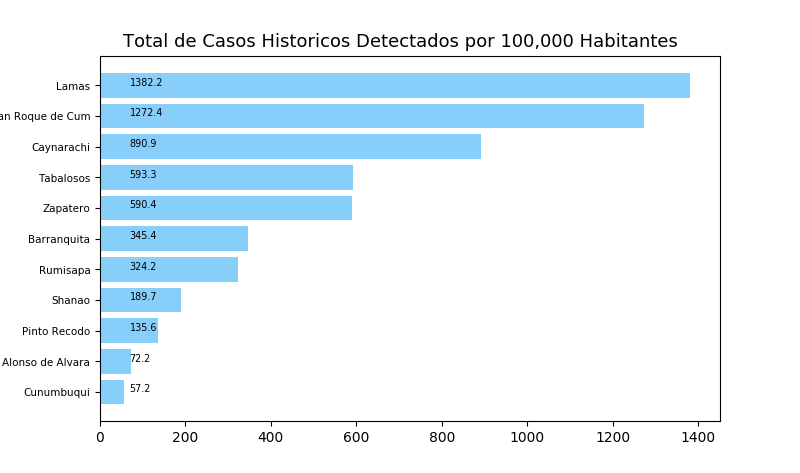 Total de Casos Historicos Detectados por 100,000 Habitantes
Lamas 1382.2
an Roque de Cum 1272.4
Caynarachi 890.9
Tabalosos 593.3
Zapatero 590.4
Barranquita 345.4
Rumisapa 324.2
Shanao 189.7
Pinto Recodo 135.6
Alonso de Alvara 72.2
Cunumbuqui 57.2
0 200 400 600 800 1000 1200 1400